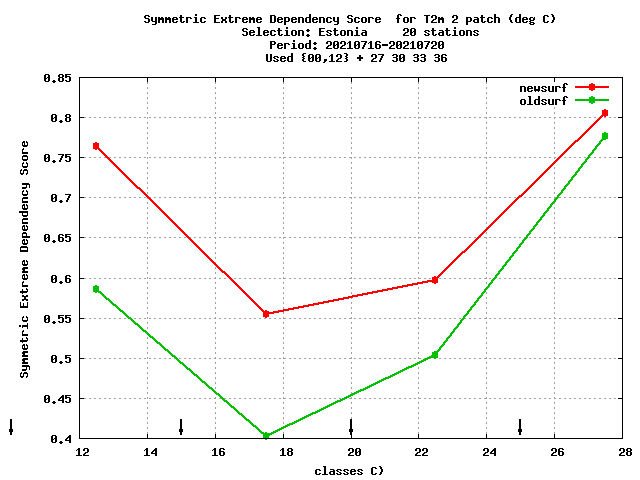 Symmetric Extreme Dependency Score  for T2m 2 patch (deg C)
Selection: Estonia     20 stations
Period: 20210716-20210720
Used {00,12} + 27 30 33 36
newsurf
oldsurf
0.85
0.8
0.75
0.7
0.65
0.6
0.55
0.5
0.45
0.4
Symmetric Extreme Dependency Score
12 14 16 18 20 22 24 26 28
classes C)